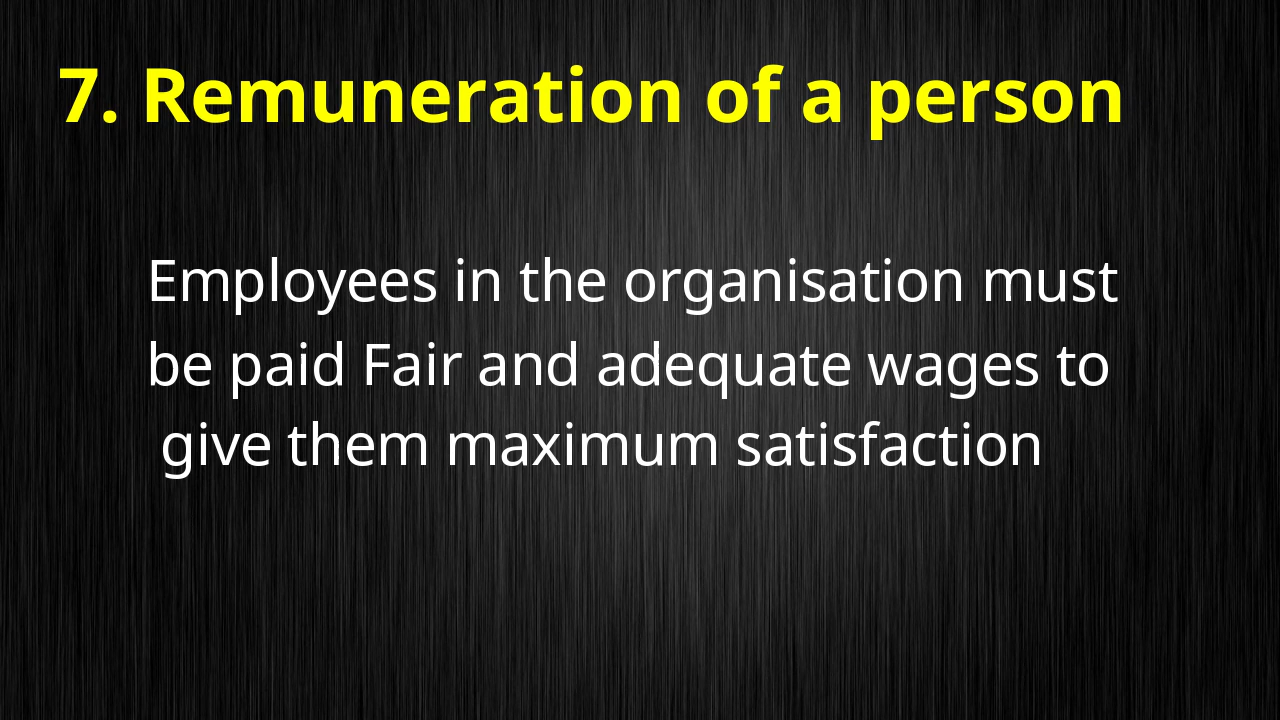 7. Remuneration of a person
Employees in the organisation must
be paid Fair and adequate wages to
give them maximum satisfaction